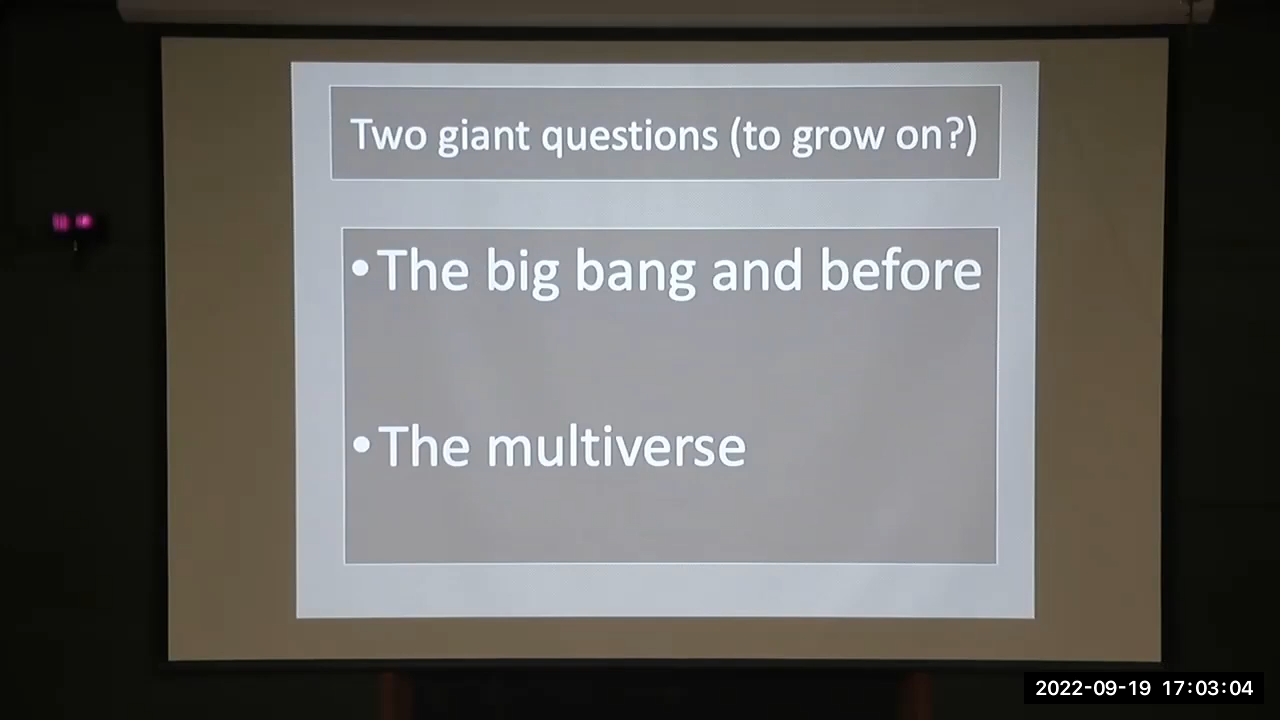 Two giant questions (to grow on?)
•The big bang and before
•The multiverse
2022-09-19 17:03:04